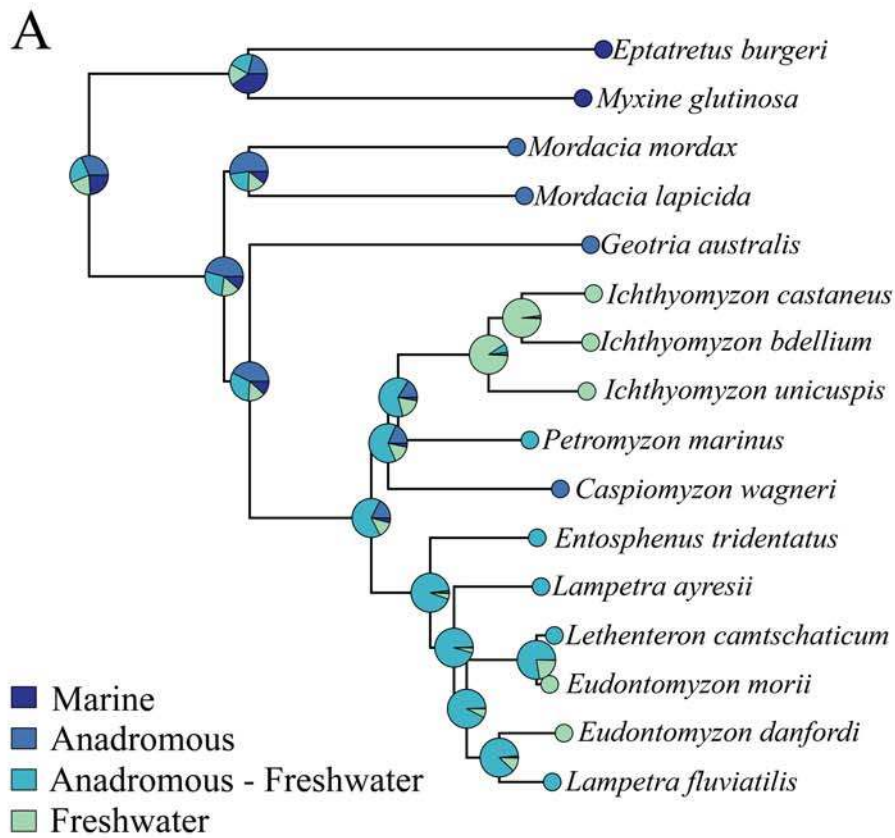 A
Eptatretus burgeri
Myxine glutinosa
Mordacia mordax
Mordacia lapicida
Geotria australis
Ichthyomyzon castaneus
Ichthyomyzon bdellium
Ichthyomyzon unicuspis
Petromyzon marinus
Caspiomyzon wagneri
Entosphenus tridentatus
Lampetra ayresii
Lethenteron camtschaticum
Eudontomyzon morii
Eudontomyzon danfordi
Lampetra fluviatilis
Marine
Anadromous
Anadromous - Freshwater
Freshwater